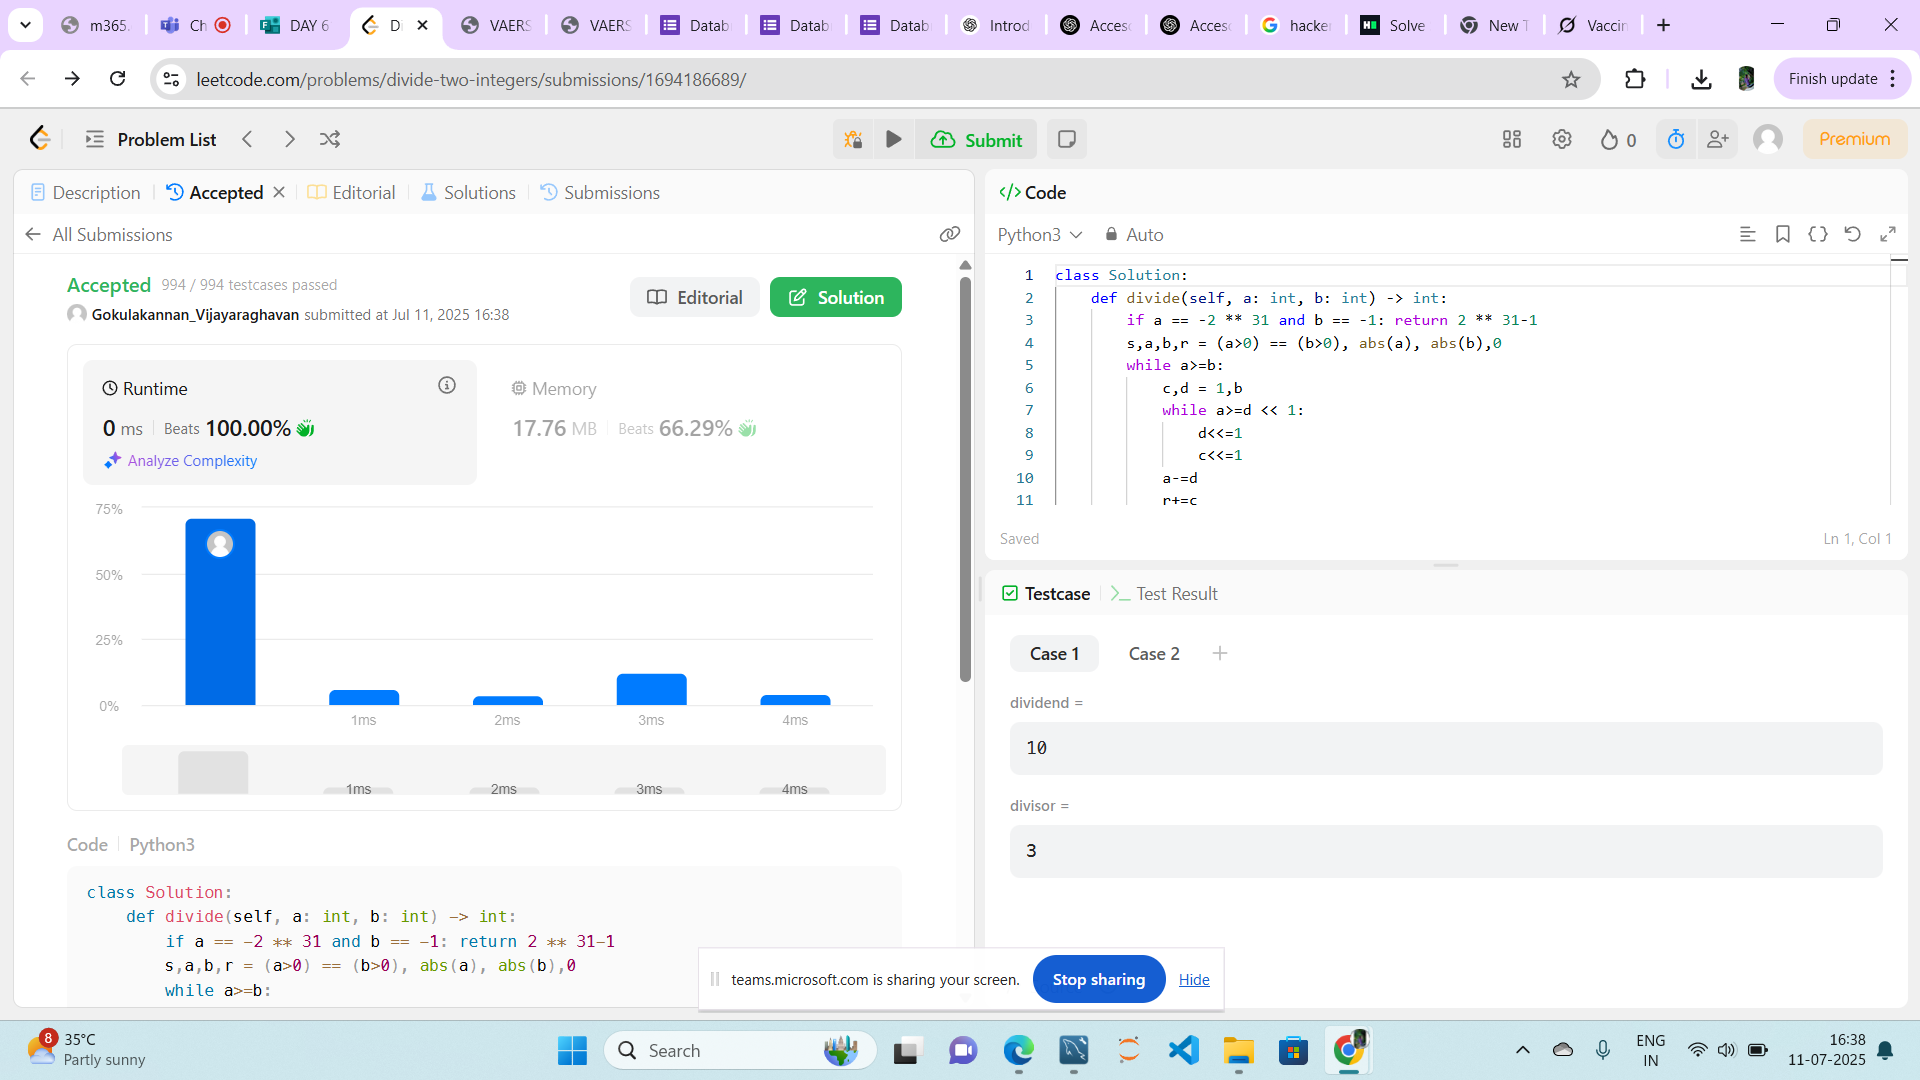 m365.
Ch
DAY 6
Di
VAERS
VAERS
Datab
Datab
Datab
Introd
Acces
Acces
hacker
Solve
New T
Vaccin
leetcode.com/problems/divide-two-integers/submissions/1694186689/
Finish update
Problem List
Submit
0
Premium
Description
Accepted
Editorial
Solutions
Submissions
All Submissions
Accepted 994 / 994 testcases passed
Gokulakannan_Vijayaraghavan submitted at Jul 11, 2025 16:38
Editorial
Solution
Runtime
0 ms Beats 100.00%
Analyze Complexity
Memory
17.76 MB Beats 66.29%
75%
50%
25%
0%
1ms 2ms 3ms 4ms
1ms 2ms 3ms 4ms
Code Python3
class Solution:
def divide(self, a: int, b: int) -> int:
if a == -2 ** 31 and b == -1: return 2 ** 31-1
s,a,b,r = (a>0) == (b>0), abs(a), abs(b),0
while a>=b:
</> Code
Python3 Auto
1 class Solution:
2 def divide(self, a: int, b: int) -> int:
3 if a == -2 ** 31 and b == -1: return 2 ** 31-1
4 s,a,b,r = (a>0) == (b>0), abs(a), abs(b),0
5 while a>=b:
6 c,d = 1,b
7 while a>=d << 1:
8 d<<=1
9 c<<=1
10 a-=d
11 r+=c
Saved
Ln 1, Col 1
Testcase
Test Result
Case 1
Case 2
dividend =
10
divisor =
3
teams.microsoft.com is sharing your screen.
Stop sharing
Hide
8
35°C
Partly sunny
Search
ENG
IN
16:38
11-07-2025